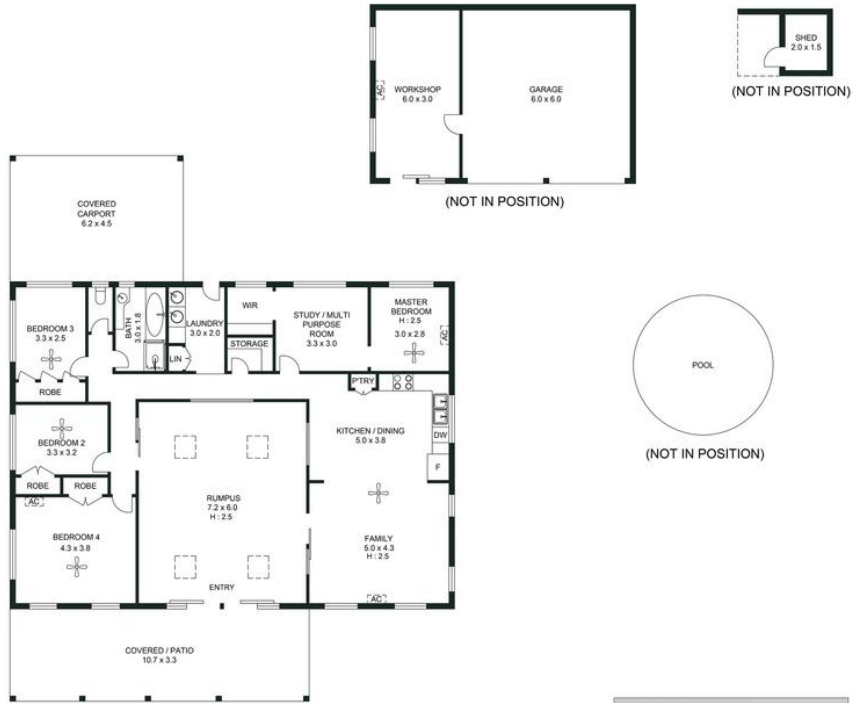 WORKSHOP
6.0 x 3.0
AC
GARAGE
6.0 x 6.0
SHED
2.0 x 1.5
(NOT IN POSITION)
(NOT IN POSITION)
COVERED
CARPORT
6.2 x 4.5
BEDROOM 3
3.3 x 2.5
BATH
3.0 x 1.8
LAUNDRY
3.0 x 2.0
LIN
WIR
STORAGE
STUDY / MULTI
PURPOSE
ROOM
3.3 x 3.0
MASTER
BEDROOM
H : 2.5
3.0 x 2.8
AC
ROBE
P'TRY
BEDROOM 2
3.3 x 3.2
KITCHEN / DINING
5.0 x 3.8
DW
F
ROBE
ROBE
AC
RUMPUS
7.2 x 6.0
H : 2.5
BEDROOM 4
4.3 x 3.8
FAMILY
5.0 x 4.3
H : 2.5
ENTRY
AC
COVERED / PATIO
10.7 x 3.3
POOL
(NOT IN POSITION)